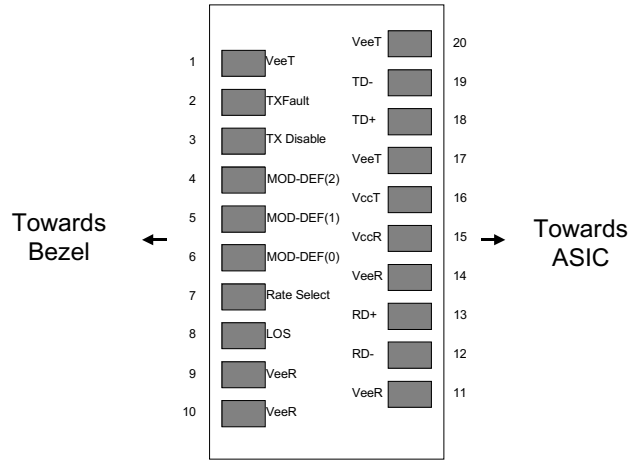 Towards
Bezel
1 VeeT
2 TXFault
3 TX Disable
4 MOD-DEF(2)
5 MOD-DEF(1)
6 MOD-DEF(0)
7 Rate Select
8 LOS
9 VeeR
10 VeeR
VeeT 20
TD- 19
TD+ 18
VeeT 17
VccT 16
VccR 15
VeeR 14
RD+ 13
RD- 12
VeeR 11
Towards
ASIC